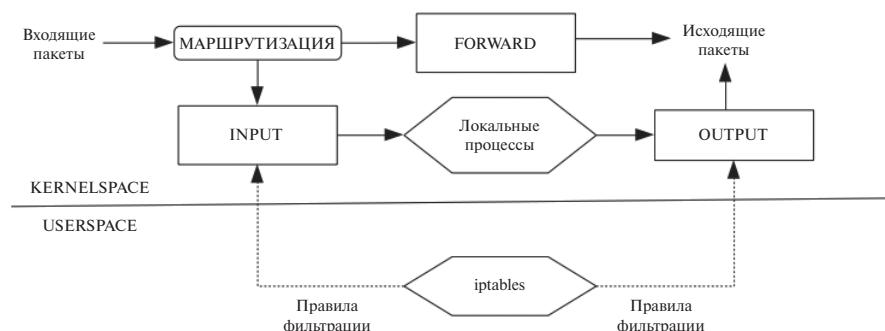 Входящие
пакеты
МАРШРУТИЗАЦИЯ
FORWARD
Исходящие
пакеты
INPUT
Локальные
процессы
OUTPUT
KERNELSPACE
USERSPACE
iptables
Правила
фильтрации
Правила
фильтрации